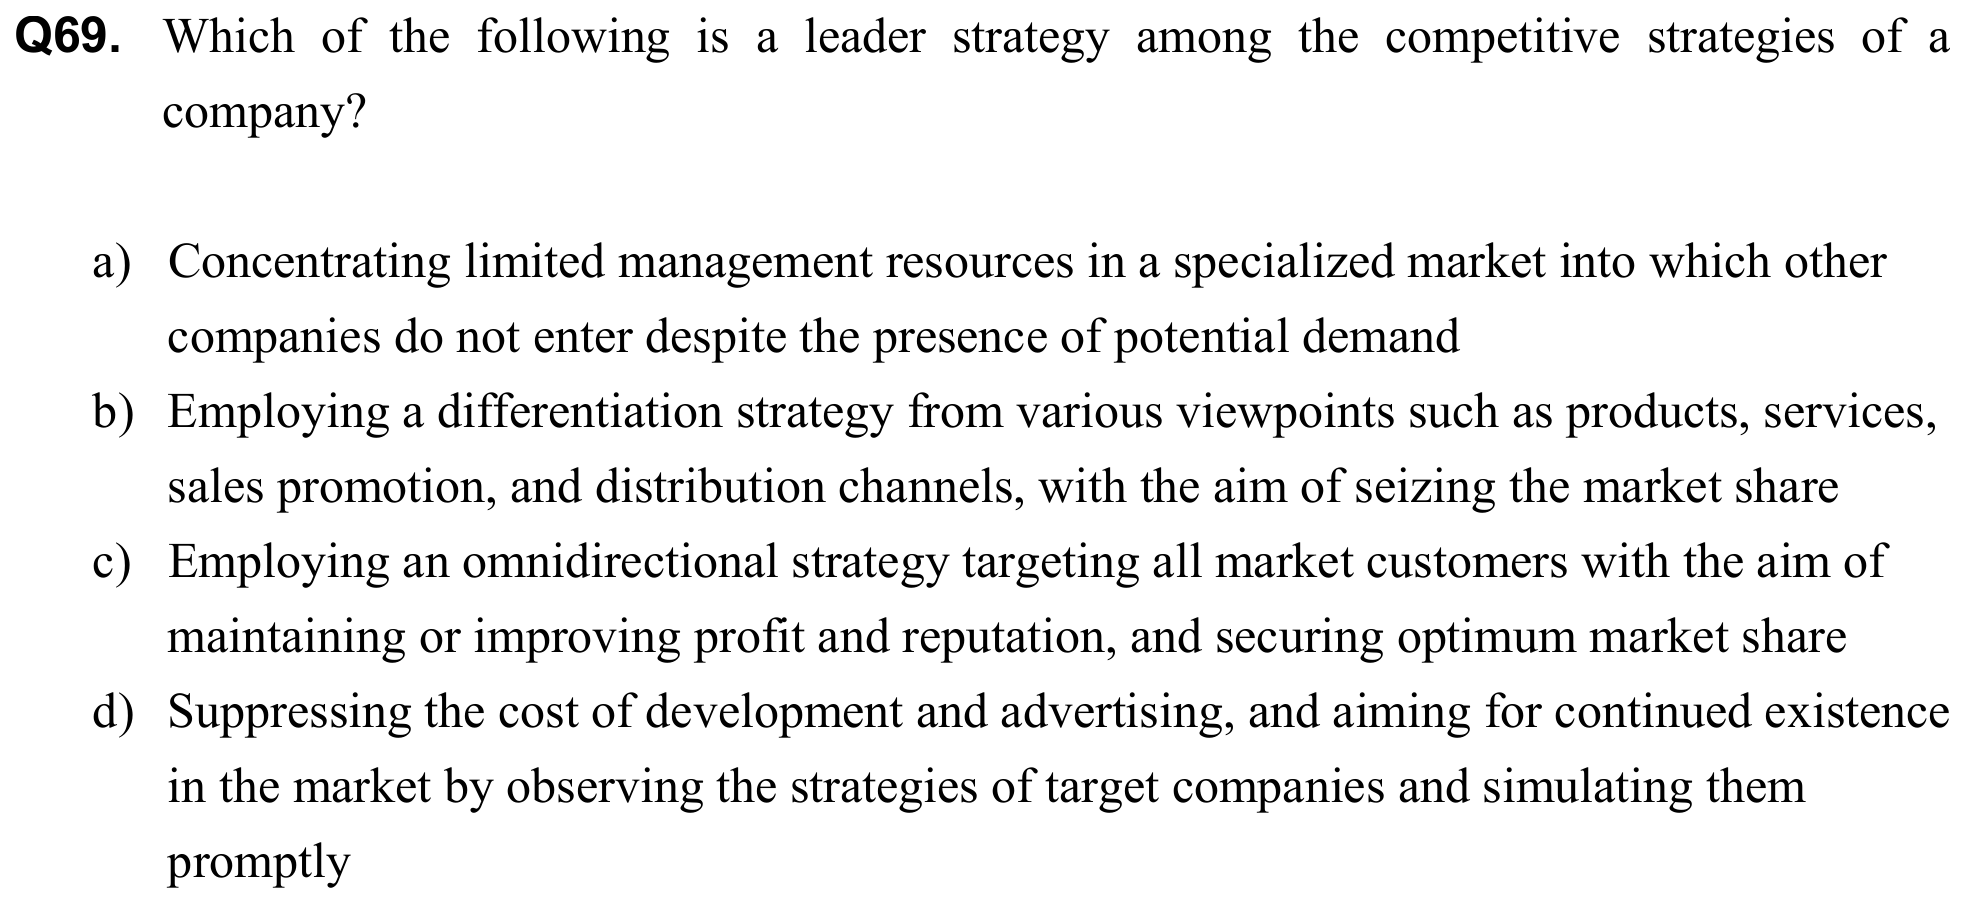 Q69. Which of the following is a leader strategy among the competitive strategies of a
company?
a) Concentrating limited management resources in a specialized market into which other
companies do not enter despite the presence of potential demand
b) Employing a differentiation strategy from various viewpoints such as products, services,
sales promotion, and distribution channels, with the aim of seizing the market share
c) Employing an omnidirectional strategy targeting all market customers with the aim of
maintaining or improving profit and reputation, and securing optimum market share
d) Suppressing the cost of development and advertising, and aiming for continued existence
in the market by observing the strategies of target companies and simulating them
promptly